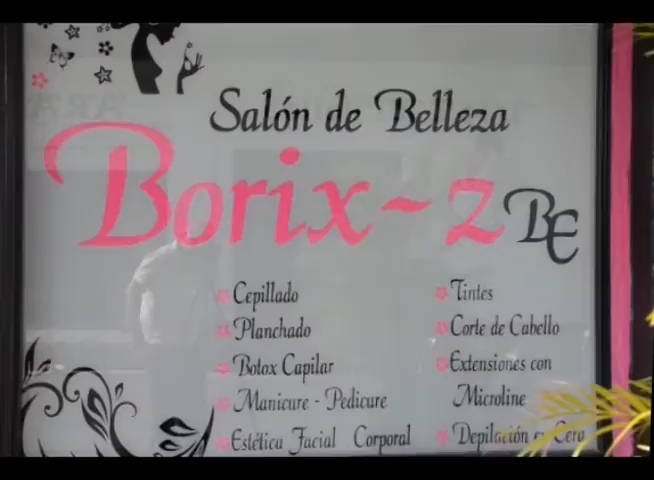 Salón de Belleza
Borix~z BE
Cepillado
Planchado
Botox Capilar
Manicure - Pedicure
Estética Facial Corporal
Tintes
Corte de Cabello
Extensiones con
Microline
Depilación Cera